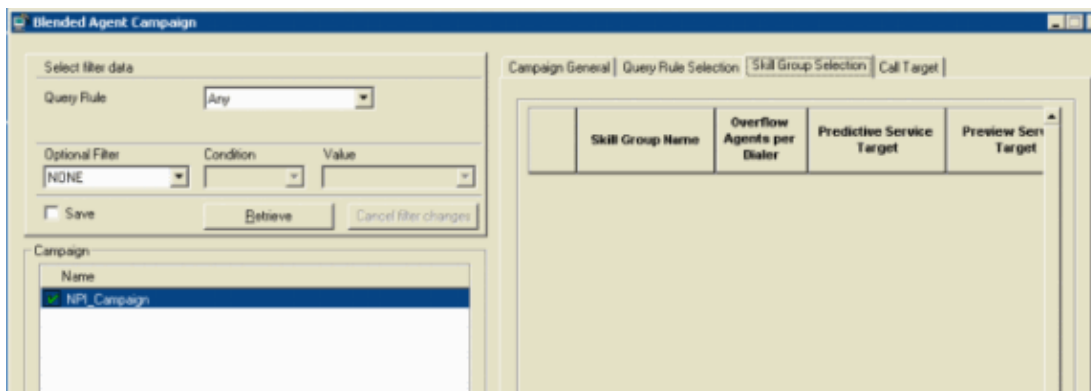 Blended Agent Campaign
Select filter data
Query Rule
Any
Optional Filter
Condition
Value
NONE
Save
Retrieve
Cancel filter changes
Campaign
Name
NPI_Campaign
Campaign General
Query Rule Selection
Skill Group Selection
Call Target
Skill Group Name
Overflow
Agents per
Dialer
Predictive Service
Target
Preview Serv
Target